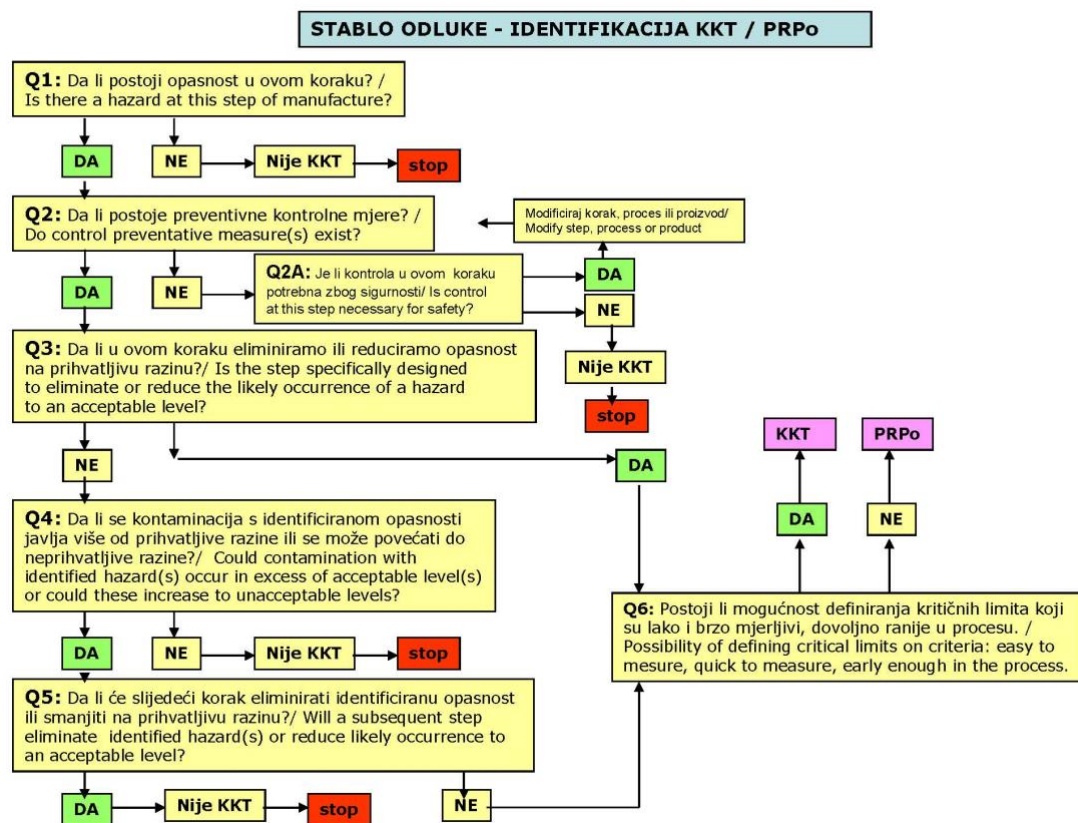 STABLO ODLUKE - IDENTIFIKACIJA KKT / PRPo
Q1: Da li postoji opasnost u ovom koraku? /
Is there a hazard at this step of manufacture?
DA
NE
Nije KKT
stop
Q2: Da li postoje preventivne kontrolne mjere? /
Do control preventative measure(s) exist?
Modificiraj korak, proces ili proizvod/
Modify step, process or product
DA
NE
Q2A: Je li kontrola u ovom koraku
potrebna zbog sigurnosti/ Is control
at this step necessary for safety?
DA
NE
Nije KKT
stop
Q3: Da li u ovom koraku eliminiramo ili reduciramo opasnost
na prihvatljivu razinu?/ Is the step specifically designed
to eliminate or reduce the likely occurrence of a hazard
to an acceptable level?
NE
DA
KKT
PRPo
DA
NE
Q4: Da li se kontaminacija s identificiranom opasnosti
javlja više od prihvatljive razine ili se može povećati do
neprihvatljive razine?/ Could contamination with
identified hazard(s) occur in excess of acceptable level(s)
or could these increase to unacceptable levels?
DA
NE
Nije KKT
stop
Q6: Postoji li mogućnost definiranja kritičnih limita koji
su lako i brzo mjerljivi, dovoljno ranije u procesu. /
Possibility of defining critical limits on criteria: easy to
mesure, quick to measure, early enough in the process.
Q5: Da li će slijedeći korak eliminirati identificiranu opasnost
ili smanjiti na prihvatljivu razinu?/ Will a subsequent step
eliminate identified hazard(s) or reduce likely occurrence to
an acceptable level?
DA
Nije KKT
stop
NE